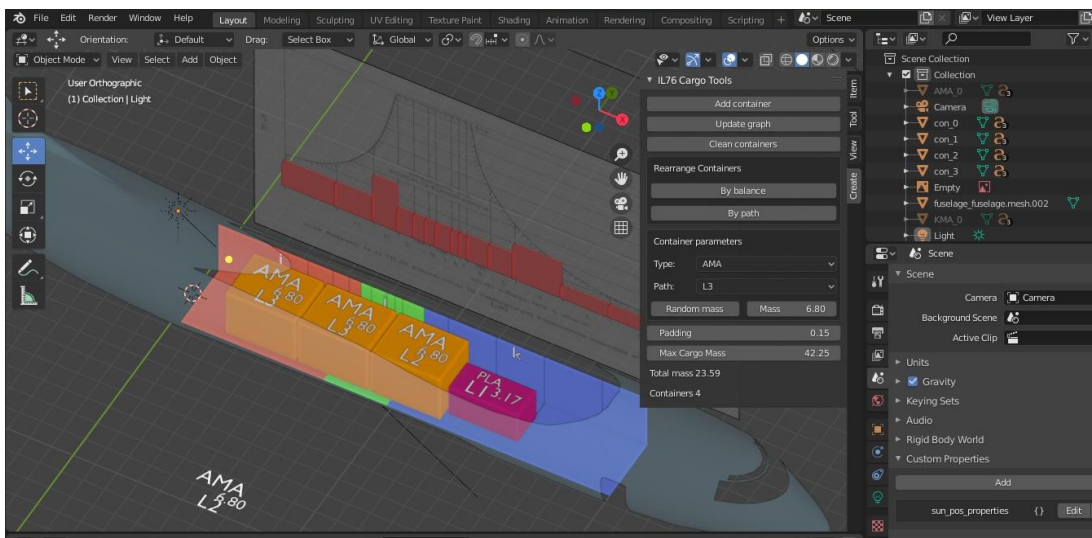 File Edit Render Window Help Layout Modeling Sculpting UV Editing Texture Paint Shading Animation Rendering Compositing Scripting + Scene View Layer
Orientation: Default Drag: Select Box Global Options
Object Mode View Select Add Object
User Orthographic
(1) Collection | Light
IL76 Cargo Tools
Add container
Update graph
Clean containers
Rearrange Containers
By balance
By path
Container parameters
Type: AMA
Path: L3
Random mass Mass 6.80
Padding 0.15
Max Cargo Mass 42.25
Total mass 23.59
Containers 4
Item
Tool
View
Create
AMA
6.80
L3
AMA
6.80
L3
AMA
6.80
L2
PLA
L1 3.17
AMA
6.80
L2
Scene Collection
Collection
AMA_0
Camera
con_0
con_1
con_2
con_3
Empty
fuselage_fuselage.mesh.002
KMA_0
Light
Scene
Scene
Camera Camera
Background Scene
Active Clip
Units
Gravity
Keying Sets
Audio
Rigid Body World
Custom Properties
Add
sun_pos_properties {} Edit